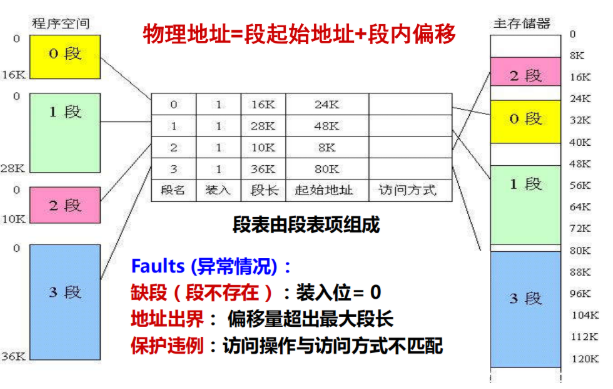 程序空间
物理地址=段起始地址+段内偏移
主存储器
0
0 段
16K
0
1 段
28K
0
2 段
10K
0
3 段
36K
0 1 16K 24K
1 1 28K 48K
2 1 10K 8K
3 1 36K 80K
段名 装入 段长 起始地址 访问方式
段表由段表项组成
Faults (异常情况)：
缺段（段不存在）：装入位= 0
地址出界： 偏移量超出最大段长
保护违例：访问操作与访问方式不匹配
0
8K
2 段
16K
24K
0 段
32K
40K
48K
1 段
56K
64K
72K
80K
88K
3 段
96K
104K
112K
120K